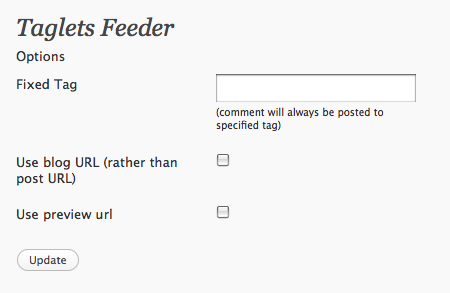 Taglets Feeder
Options
Fixed Tag
(comment will always be posted to
specified tag)
Use blog URL (rather than
post URL)
Use preview url
Update